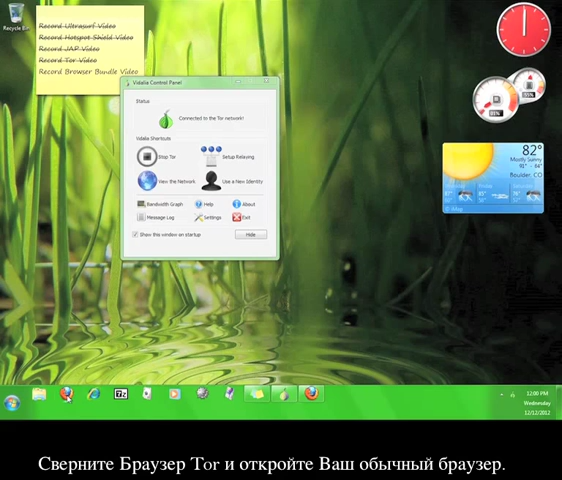 Recycle Bin
Record Ultrasurf Video
Record Hotspot Shield Video
Record JAP Video
Record Tor Video
Record Browser Bundle Video
Vidalia Control Panel
Status
Connected to the Tor network!
Vidalia Shortcuts
Stop Tor
Setup Relaying
View the Network
Use a New Identity
Bandwidth Graph
Help
About
Message Log
Settings
Exit
Show this window on startup
Hide
82°
Mostly Sunny
Boulder, CO
12:00 PM
Wednesday
12/12/2012
Сверните Браузер Tor и откройте Ваш обычный браузер.